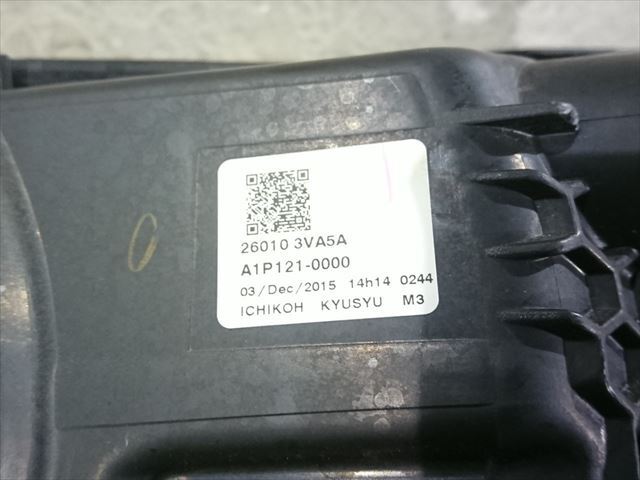 26010 3VA5A
A1P121-0000
03/Dec/2015 14h14 0244
ICHIKOH KYUSYU M3